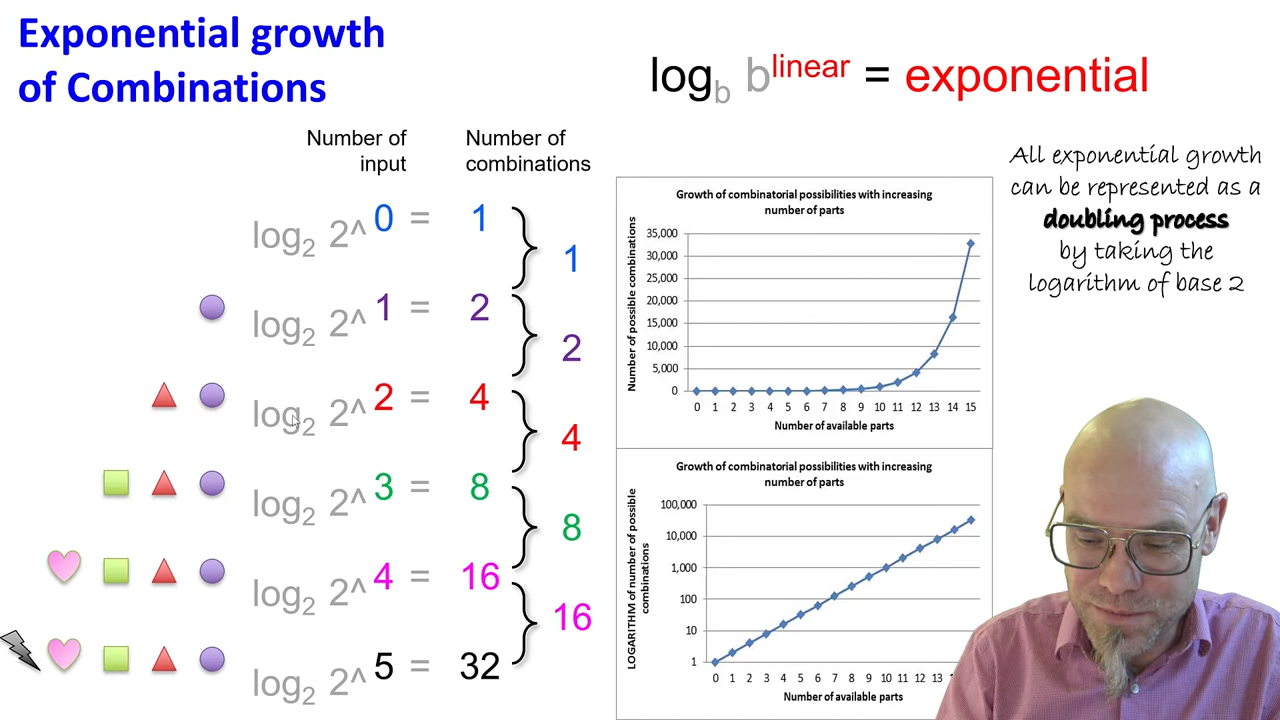 Exponential growth
of Combinations
log_b b^linear = exponential
Number of
input
Number of
combinations
log₂ 2^ 0 = 1
1
log₂ 2^ 1 = 2
2
log₂ 2^ 2 = 4
4
log₂ 2^ 3 = 8
8
log₂ 2^ 4 = 16
16
log₂ 2^ 5 = 32
All exponential growth
can be represented as a
doubling process
by taking the
logarithm of base 2
Growth of combinatorial possibilities with increasing
number of parts
Number of possible combinations
35,000
30,000
25,000
20,000
15,000
10,000
5,000
0
0 1 2 3 4 5 6 7 8 9 10 11 12 13 14 15
Number of available parts
Growth of combinatorial possibilities with increasing
number of parts
LOGARITHM of number of possible
combinations
100,000
10,000
1,000
100
10
1
0 1 2 3 4 5 6 7 8 9 10 11 12
Number of available parts